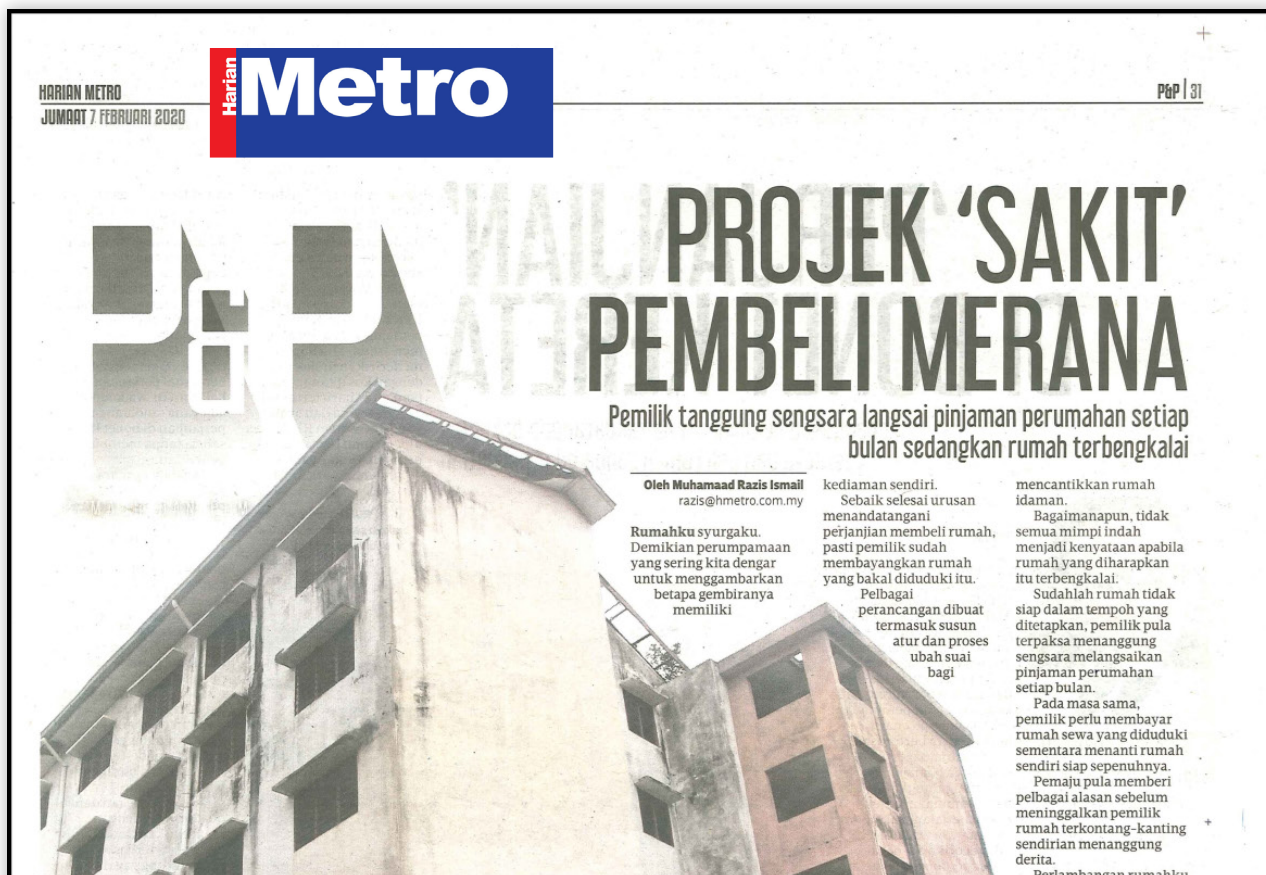 HARIAN METRO
JUMAAT 7 FEBRUARI 2020
Harian Metro
P&P | 31
P&P
PROJEK ‘SAKIT’
PEMBELI MERANA
Pemilik tanggung sengsara langsai pinjaman perumahan setiap
bulan sedangkan rumah terbengkalai
Oleh Muhamaad Razis Ismail
razis@hmetro.com.my
Rumahku syurgaku.
Demikian perumpamaan
yang sering kita dengar
untuk menggambarkan
betapa gembiranya
memiliki
kediaman sendiri.
Sebaik selesai urusan
menandatangani
perjanjian membeli rumah,
pasti pemilik sudah
membayangkan rumah
yang bakal diduduki itu.
Pelbagai
perancangan dibuat
termasuk susun
atur dan proses
ubah suai
bagi
mencantikkan rumah
idaman.
Bagaimanapun, tidak
semua mimpi indah
menjadi kenyataan apabila
rumah yang diharapkan
itu terbengkalai.
Sudahlah rumah tidak
siap dalam tempoh yang
ditetapkan, pemilik pula
terpaksa menanggung
sengsara melangsaikan
pinjaman perumahan
setiap bulan.
Pada masa sama,
pemilik perlu membayar
rumah sewa yang diduduki
sementara menanti rumah
sendiri siap sepenuhnya.
Pemaju pula memberi
pelbagai alasan sebelum
meninggalkan pemilik
rumah terkontang-kanting
sendirian menanggung
derita.
Perlambangan rumahku